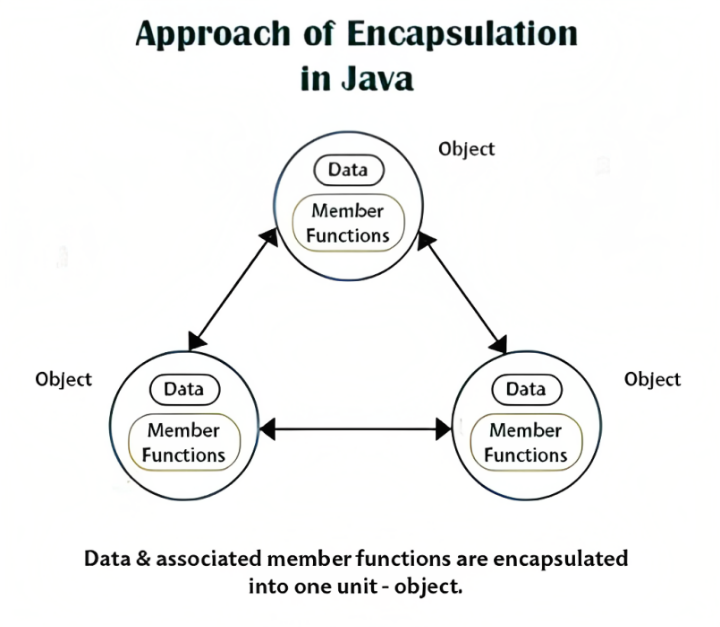 Approach of Encapsulation
in Java
Object
Data
Member
Functions
Object
Data
Member
Functions
Object
Data
Member
Functions
Data & associated member functions are encapsulated
into one unit - object.